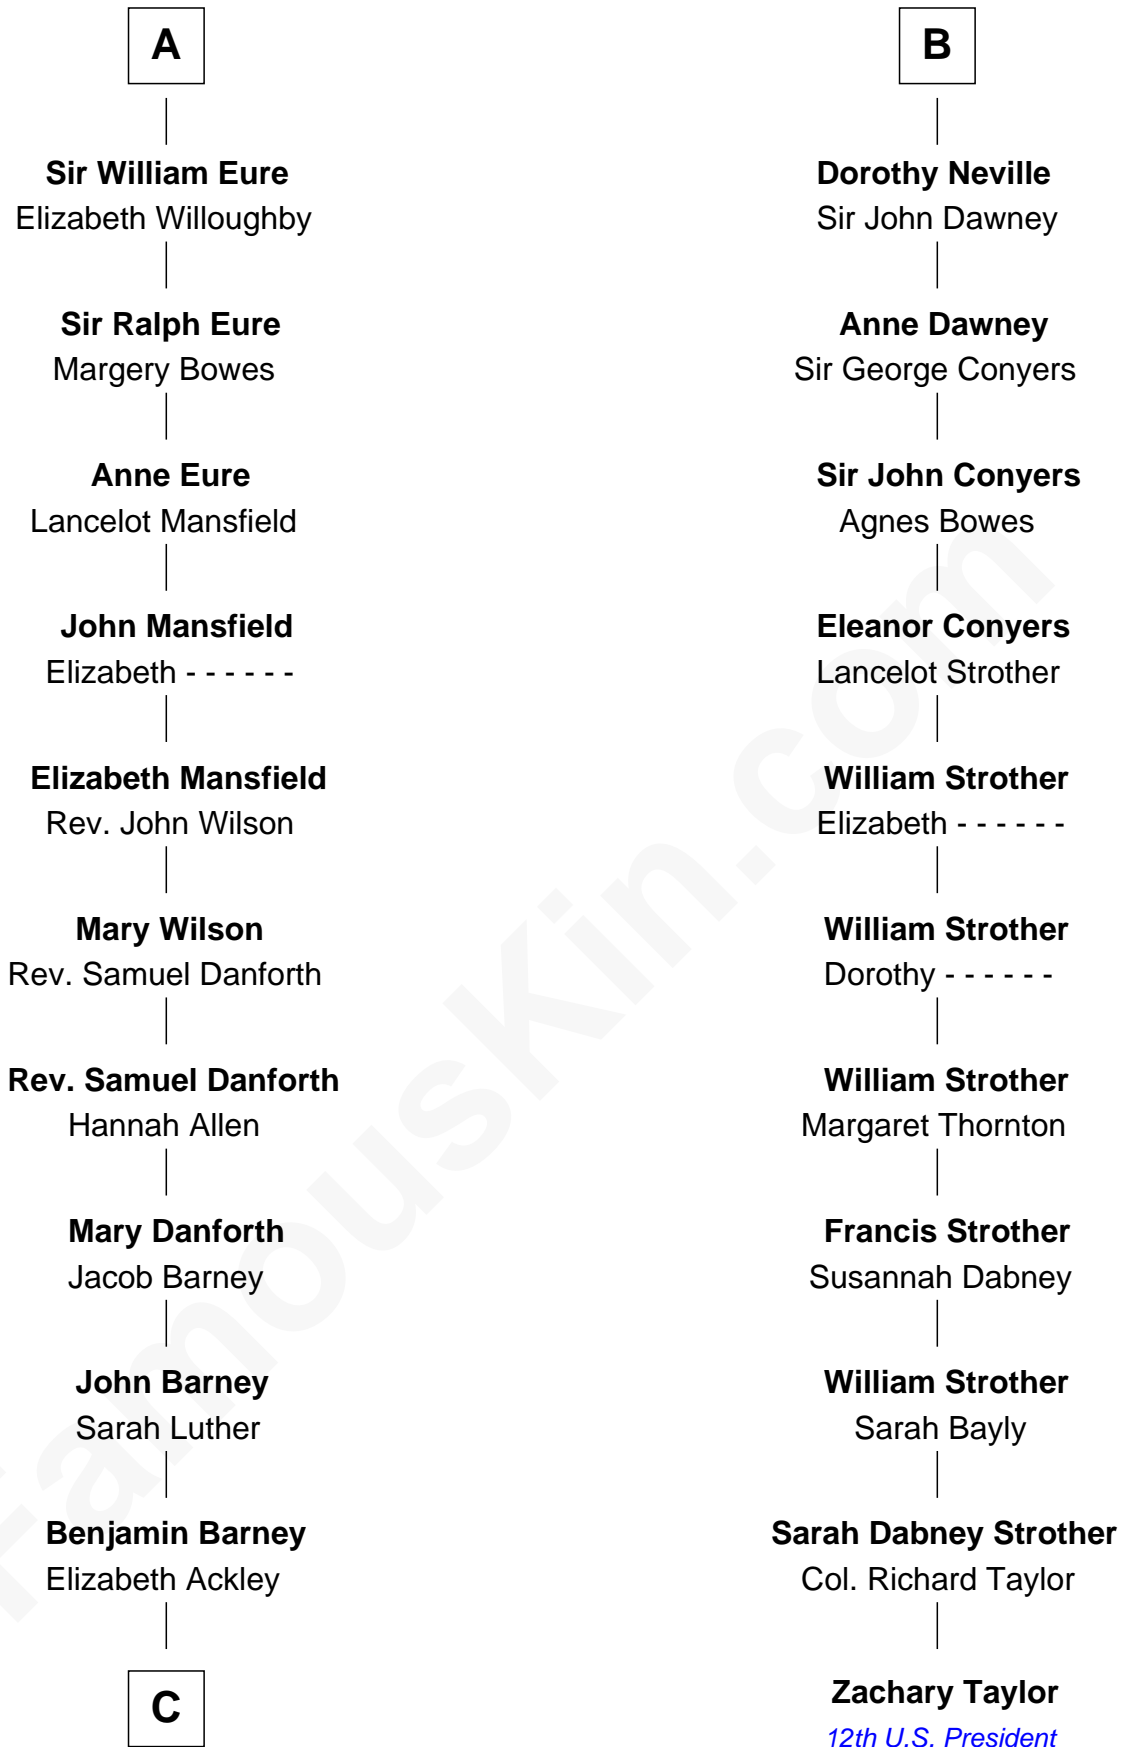 A
Sir William Eure
Elizabeth Willoughby
Sir Ralph Eure
Margery Bowes
Anne Eure
Lancelot Mansfield
John Mansfield
Elizabeth - - - - - -
Elizabeth Mansfield
Rev. John Wilson
Mary Wilson
Rev. Samuel Danforth
Rev. Samuel Danforth
Hannah Allen
Mary Danforth
Jacob Barney
John Barney
Sarah Luther
Benjamin Barney
Elizabeth Ackley
C
B
Dorothy Neville
Sir John Dawney
Anne Dawney
Sir George Conyers
Sir John Conyers
Agnes Bowes
Eleanor Conyers
Lancelot Strother
William Strother
Elizabeth - - - - - -
William Strother
Dorothy - - - - - -
William Strother
Margaret Thornton
Francis Strother
Susannah Dabney
William Strother
Sarah Bayly
Sarah Dabney Strother
Col. Richard Taylor
Zachary Taylor
12th U.S. President
FamousKin.com